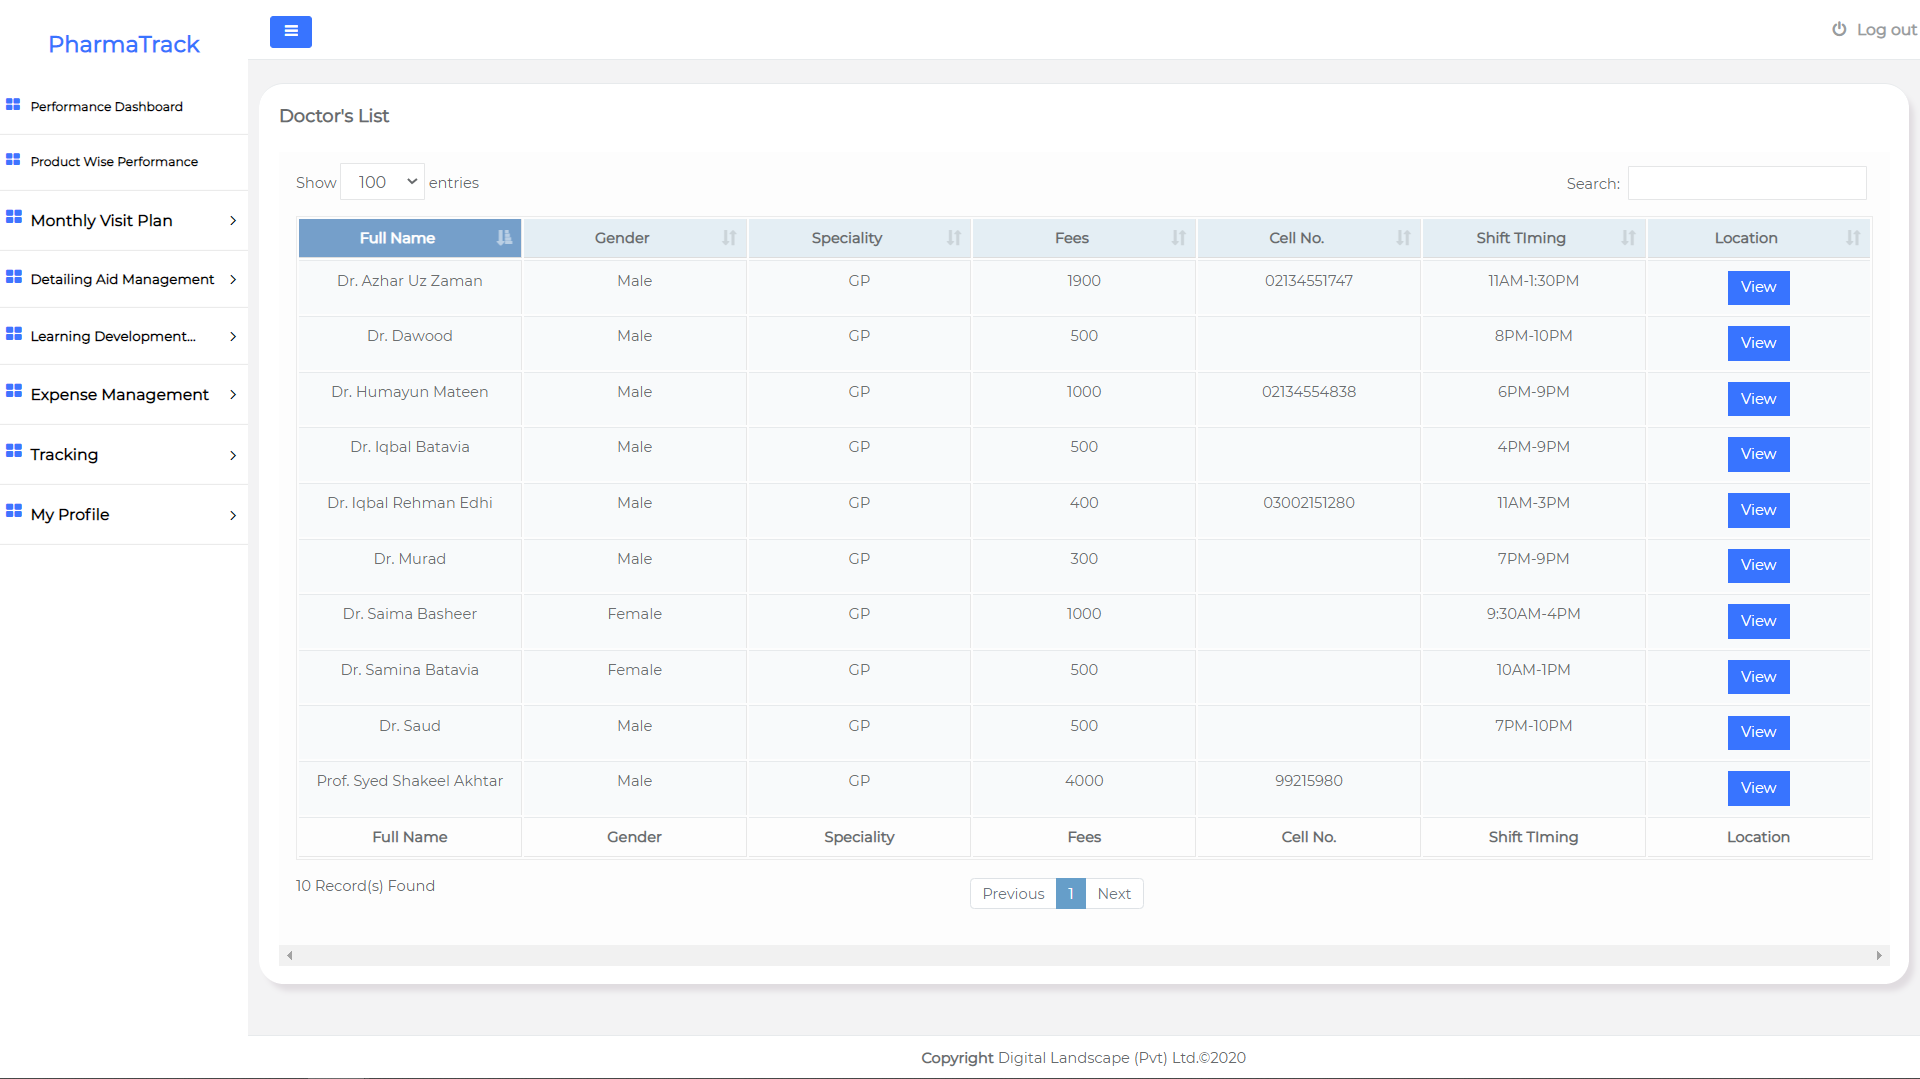 PharmaTrack
Log out
Performance Dashboard
Product Wise Performance
Monthly Visit Plan
Detailing Aid Management
Learning Development...
Expense Management
Tracking
My Profile
Doctor's List
Show 100 entries
Search:
Full Name Gender Speciality Fees Cell No. Shift TIming Location
Dr. Azhar Uz Zaman Male GP 1900 02134551747 11AM-1:30PM View
Dr. Dawood Male GP 500 8PM-10PM View
Dr. Humayun Mateen Male GP 1000 02134554838 6PM-9PM View
Dr. Iqbal Batavia Male GP 500 4PM-9PM View
Dr. Iqbal Rehman Edhi Male GP 400 03002151280 11AM-3PM View
Dr. Murad Male GP 300 7PM-9PM View
Dr. Saima Basheer Female GP 1000 9:30AM-4PM View
Dr. Samina Batavia Female GP 500 10AM-1PM View
Dr. Saud Male GP 500 7PM-10PM View
Prof. Syed Shakeel Akhtar Male GP 4000 99215980 View
Full Name Gender Speciality Fees Cell No. Shift TIming Location
10 Record(s) Found
Previous 1 Next
Copyright Digital Landscape (Pvt) Ltd.©2020